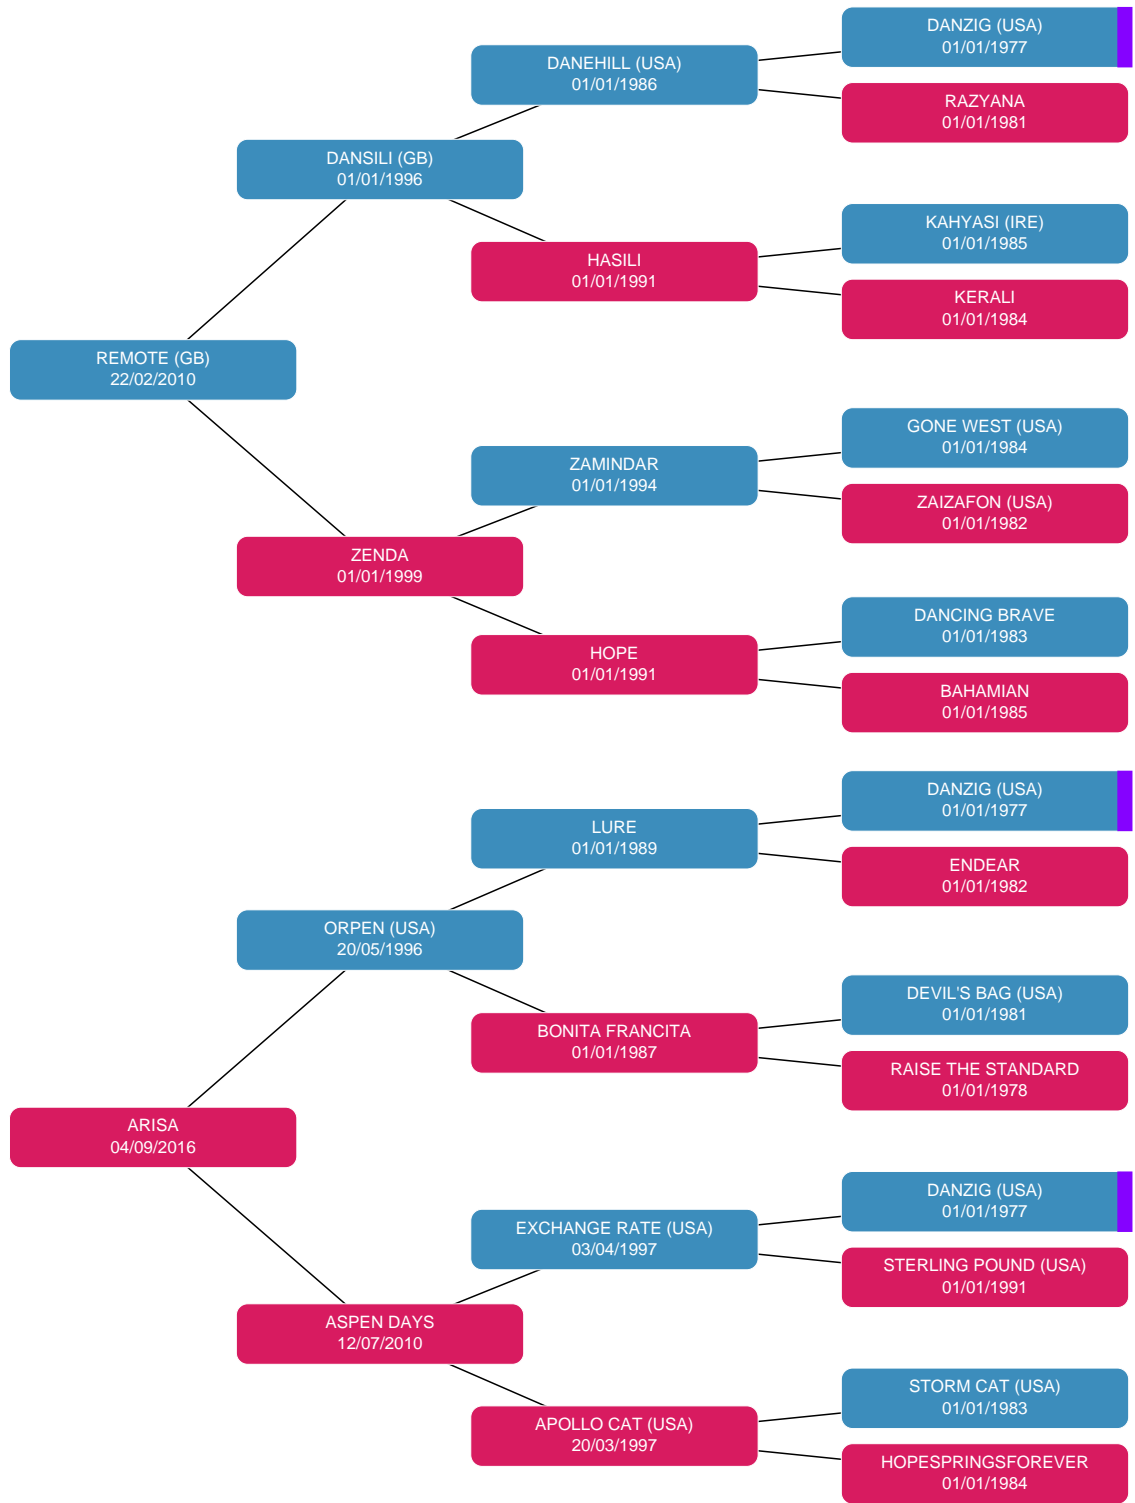 DANZIG (USA)
01/01/1977
DANEHILL (USA)
01/01/1986
RAZYANA
01/01/1981
DANSILI (GB)
01/01/1996
KAHYASI (IRE)
01/01/1985
HASILI
01/01/1991
KERALI
01/01/1984
REMOTE (GB)
22/02/2010
GONE WEST (USA)
01/01/1984
ZAMINDAR
01/01/1994
ZAIZAFON (USA)
01/01/1982
ZENDA
01/01/1999
DANCING BRAVE
01/01/1983
HOPE
01/01/1991
BAHAMIAN
01/01/1985
DANZIG (USA)
01/01/1977
LURE
01/01/1989
ENDEAR
01/01/1982
ORPEN (USA)
20/05/1996
DEVIL'S BAG (USA)
01/01/1981
BONITA FRANCITA
01/01/1987
RAISE THE STANDARD
01/01/1978
ARISA
04/09/2016
DANZIG (USA)
01/01/1977
EXCHANGE RATE (USA)
03/04/1997
STERLING POUND (USA)
01/01/1991
ASPEN DAYS
12/07/2010
STORM CAT (USA)
01/01/1983
APOLLO CAT (USA)
20/03/1997
HOPESPRINGSFOREVER
01/01/1984